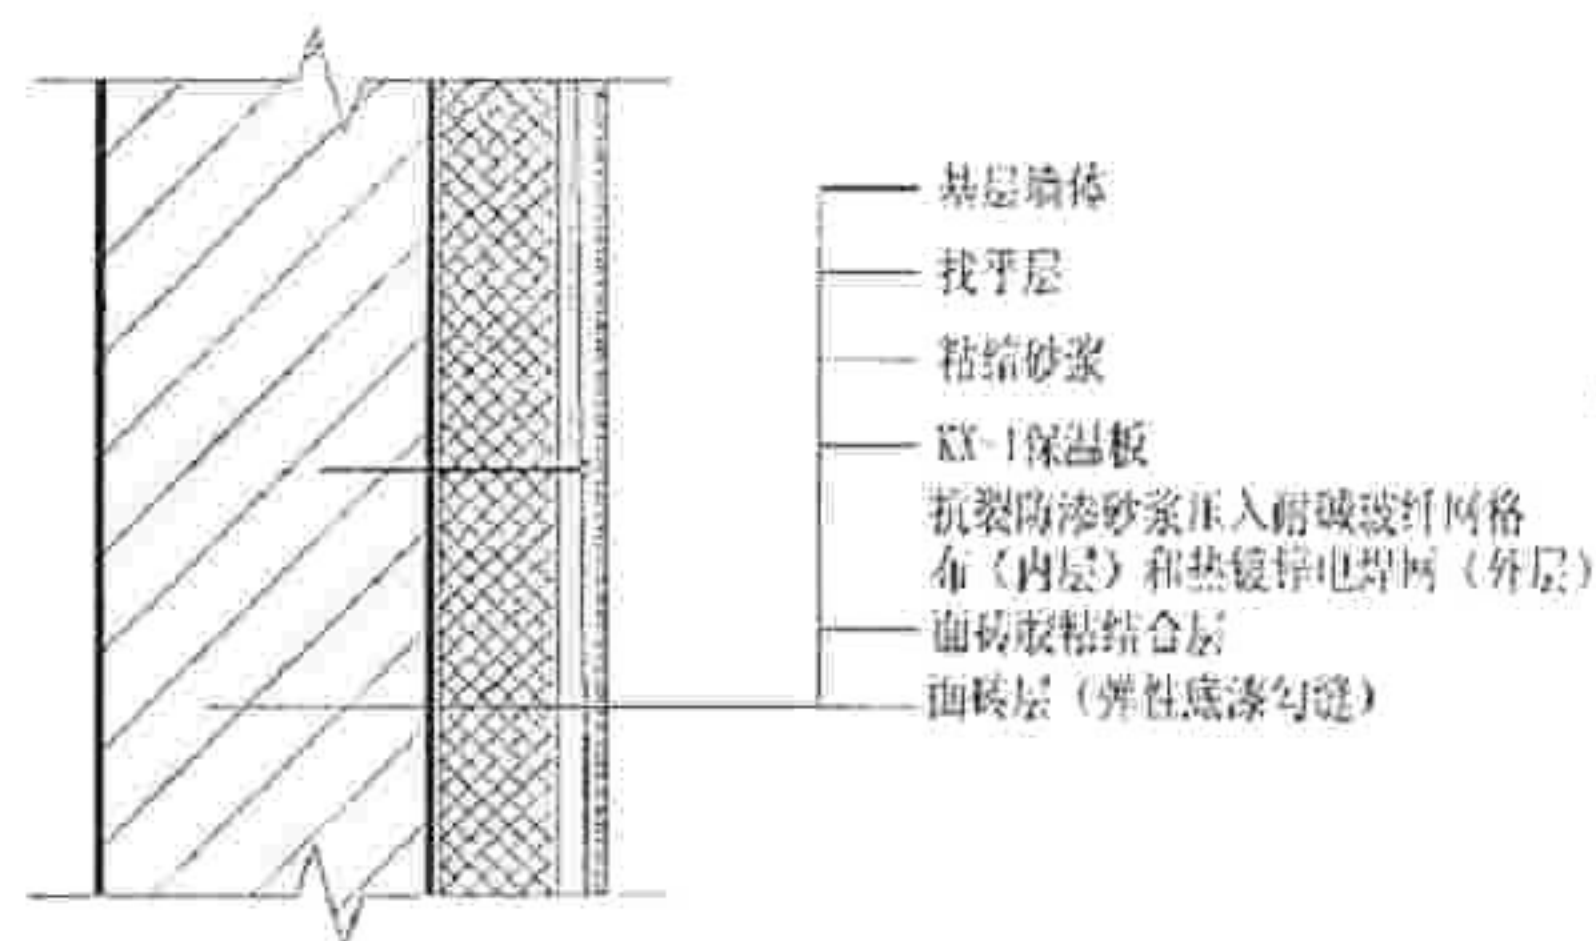 基层墙体
找平层
粘结砂浆
KX-1保温板
抗裂防渗砂浆压入耐碱玻纤网格
布（内层）和热镀锌电焊网（外层）
面砖胶粘结合层
面砖层（弹性底漆勾缝）